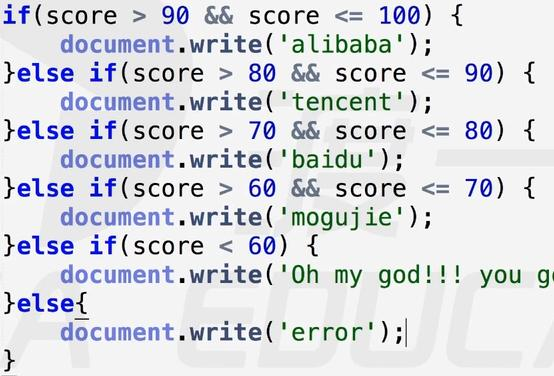 if(score > 90 && score <= 100) {
    document.write('alibaba');
}else if(score > 80 && score <= 90) {
    document.write('tencent');
}else if(score > 70 && score <= 80) {
    document.write('baidu');
}else if(score > 60 && score <= 70) {
    document.write('mogujie');
}else if(score < 60) {
    document.write('Oh my god!!! you
}else{
    document.write('error');
}